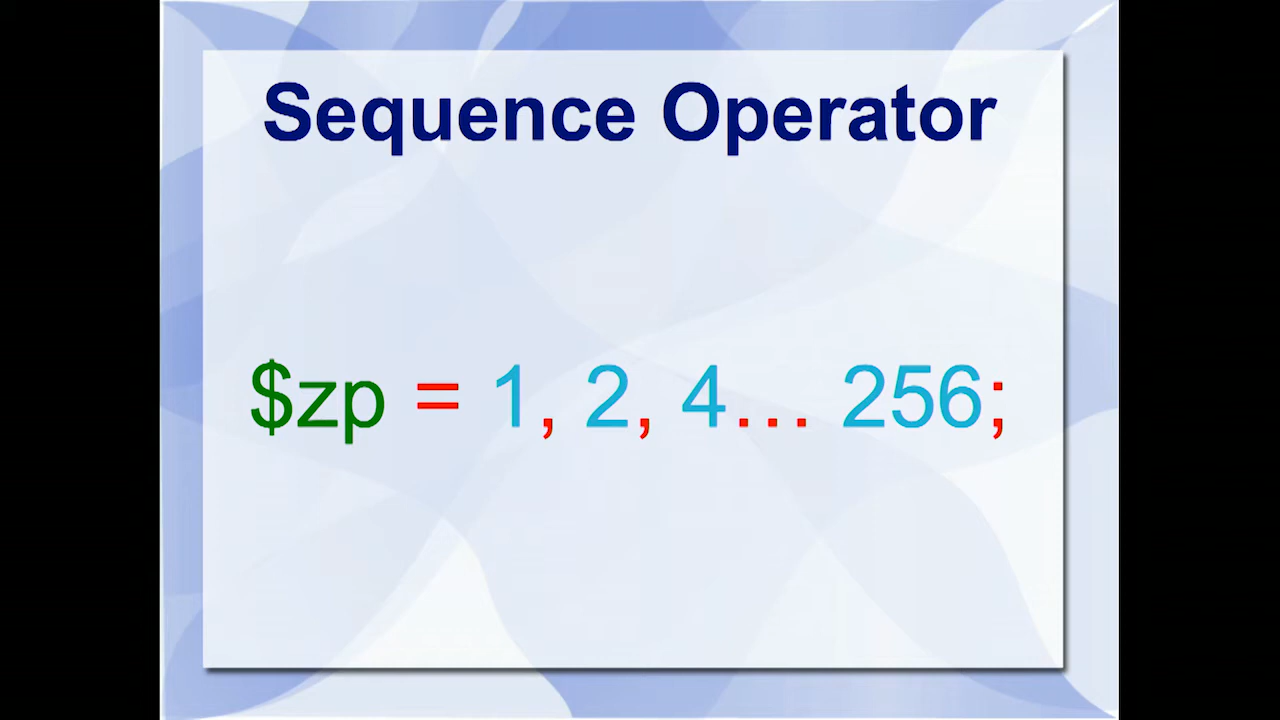 Sequence Operator
$zp = 1, 2, 4... 256;